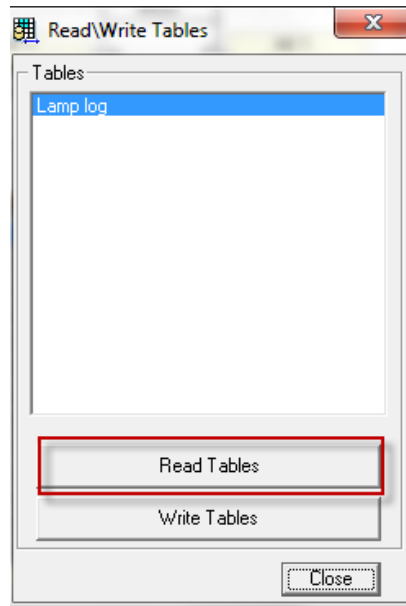 Read\Write Tables
Tables
Lamp log
Read Tables
Write Tables
Close